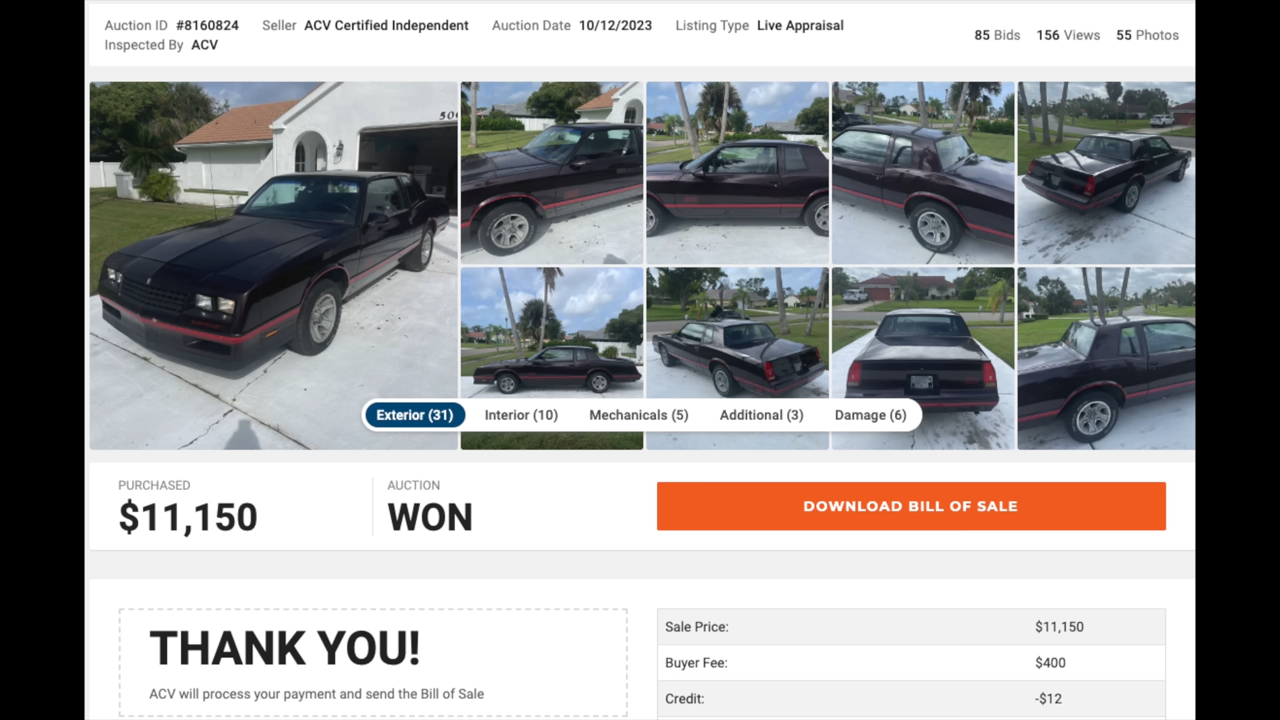 Auction ID #8160824 Seller ACV Certified Independent Auction Date 10/12/2023 Listing Type Live Appraisal
Inspected By ACV
85 Bids 156 Views 55 Photos
500
Exterior (31) Interior (10) Mechanicals (5) Additional (3) Damage (6)
PURCHASED
$11,150
AUCTION
WON
DOWNLOAD BILL OF SALE
THANK YOU!
ACV will process your payment and send the Bill of Sale
Sale Price: $11,150
Buyer Fee: $400
Credit: -$12